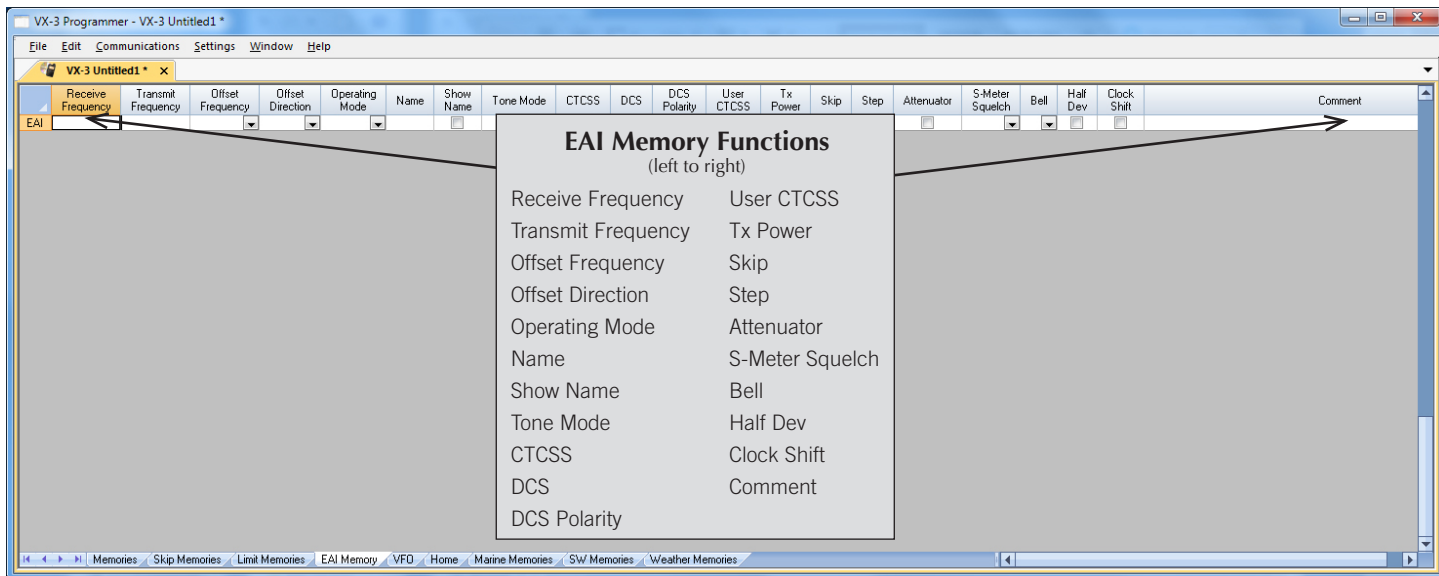 VX-3 Programmer - VX-3 Untitled1 *
File Edit Communications Settings Window Help
VX-3 Untitled1 * X
Receive Frequency Transmit Frequency Offset Frequency Offset Direction Operating Mode Name Show Name Tone Mode CTCSS DCS DCS Polarity User CTCSS Tx Power Skip Step Attenuator S-Meter Squelch Bell Half Dev Clock Shift Comment
EAI
EAI Memory Functions
(left to right)
Receive Frequency
Transmit Frequency
Offset Frequency
Offset Direction
Operating Mode
Name
Show Name
Tone Mode
CTCSS
DCS
DCS Polarity
User CTCSS
Tx Power
Skip
Step
Attenuator
S-Meter Squelch
Bell
Half Dev
Clock Shift
Comment
Memories Skip Memories Limit Memories EAI Memory VFO Home Marine Memories SW Memories Weather Memories